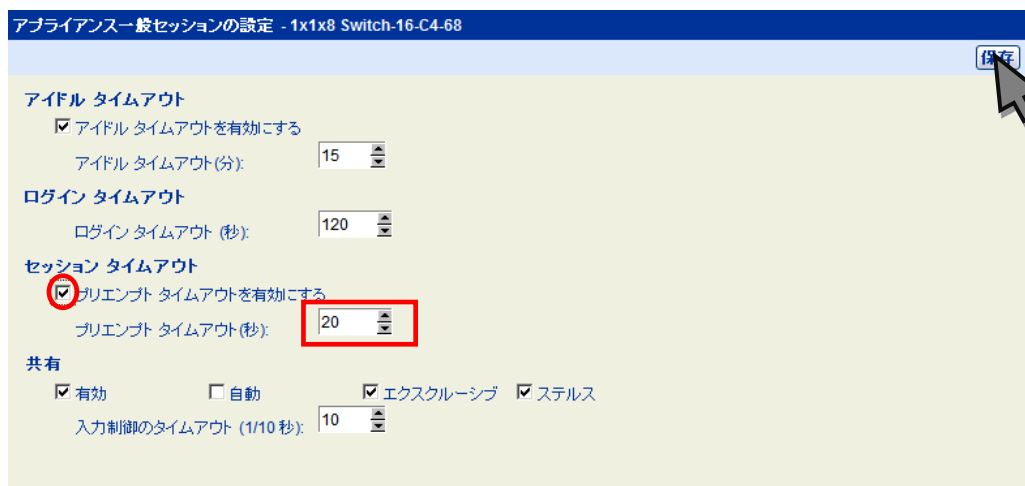 アプライアンス一般セッションの設定 - 1x1x8 Switch-16-C4-68
保存
アイドル タイムアウト
アイドル タイムアウトを有効にする
アイドル タイムアウト(分): 15
ログイン タイムアウト
ログイン タイムアウト (秒): 120
セッション タイムアウト
プリエンプト タイムアウトを有効にする
プリエンプト タイムアウト(秒): 20
共有
有効 自動 エクスクルーシブ ステルス
入力制御のタイムアウト (1/10 秒): 10